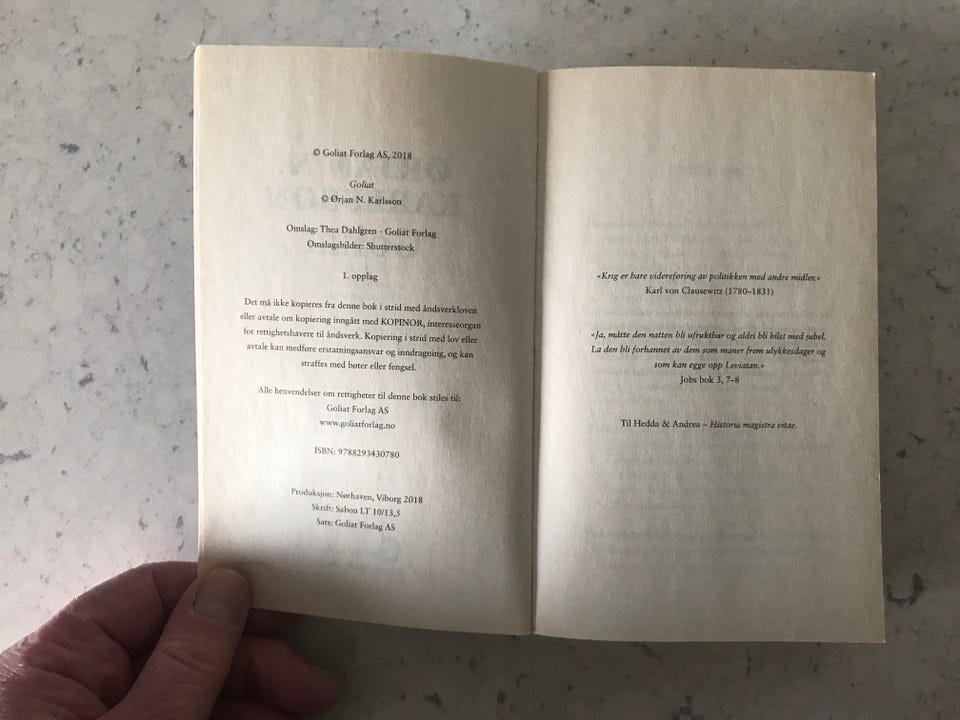 © Goliat Forlag AS, 2018
Goliat
© Ørjan N. Karlsson
Omslag: Thea Dahlgren - Goliat Forlag
Omslagsbilder: Shutterstock
1. opplag
Det må ikke kopieres fra denne bok i strid med åndsverkloven
eller avtale om kopiering inngått med KOPINOR, interesseorgan
for rettighetshavere til åndsverk. Kopiering i strid med lov eller
avtale kan medføre erstatningsansvar og inndragning, og kan
straffes med bøter eller fengsel.
Alle henvendelser om rettigheter til denne bok stiles til:
Goliat Forlag AS
www.goliatforlag.no
ISBN: 9788293430780
Produksjon: Nørhaven, Viborg 2018
Skrift: Sabon LT 10/13,5
Sats: Goliat Forlag AS
«Krig er bare videreføring av politikken med andre midler.»
Karl von Clausewitz (1780–1831)
«Ja, måtte den natten bli ufruktbar og aldri bli hilst med jubel.
La den bli forbannet av dem som maner frem ulykkesdager og
som kan egge opp Leviatan.»
Jobs bok 3, 7–8
Til Hedda & Andrea – Historia magistra vitae.